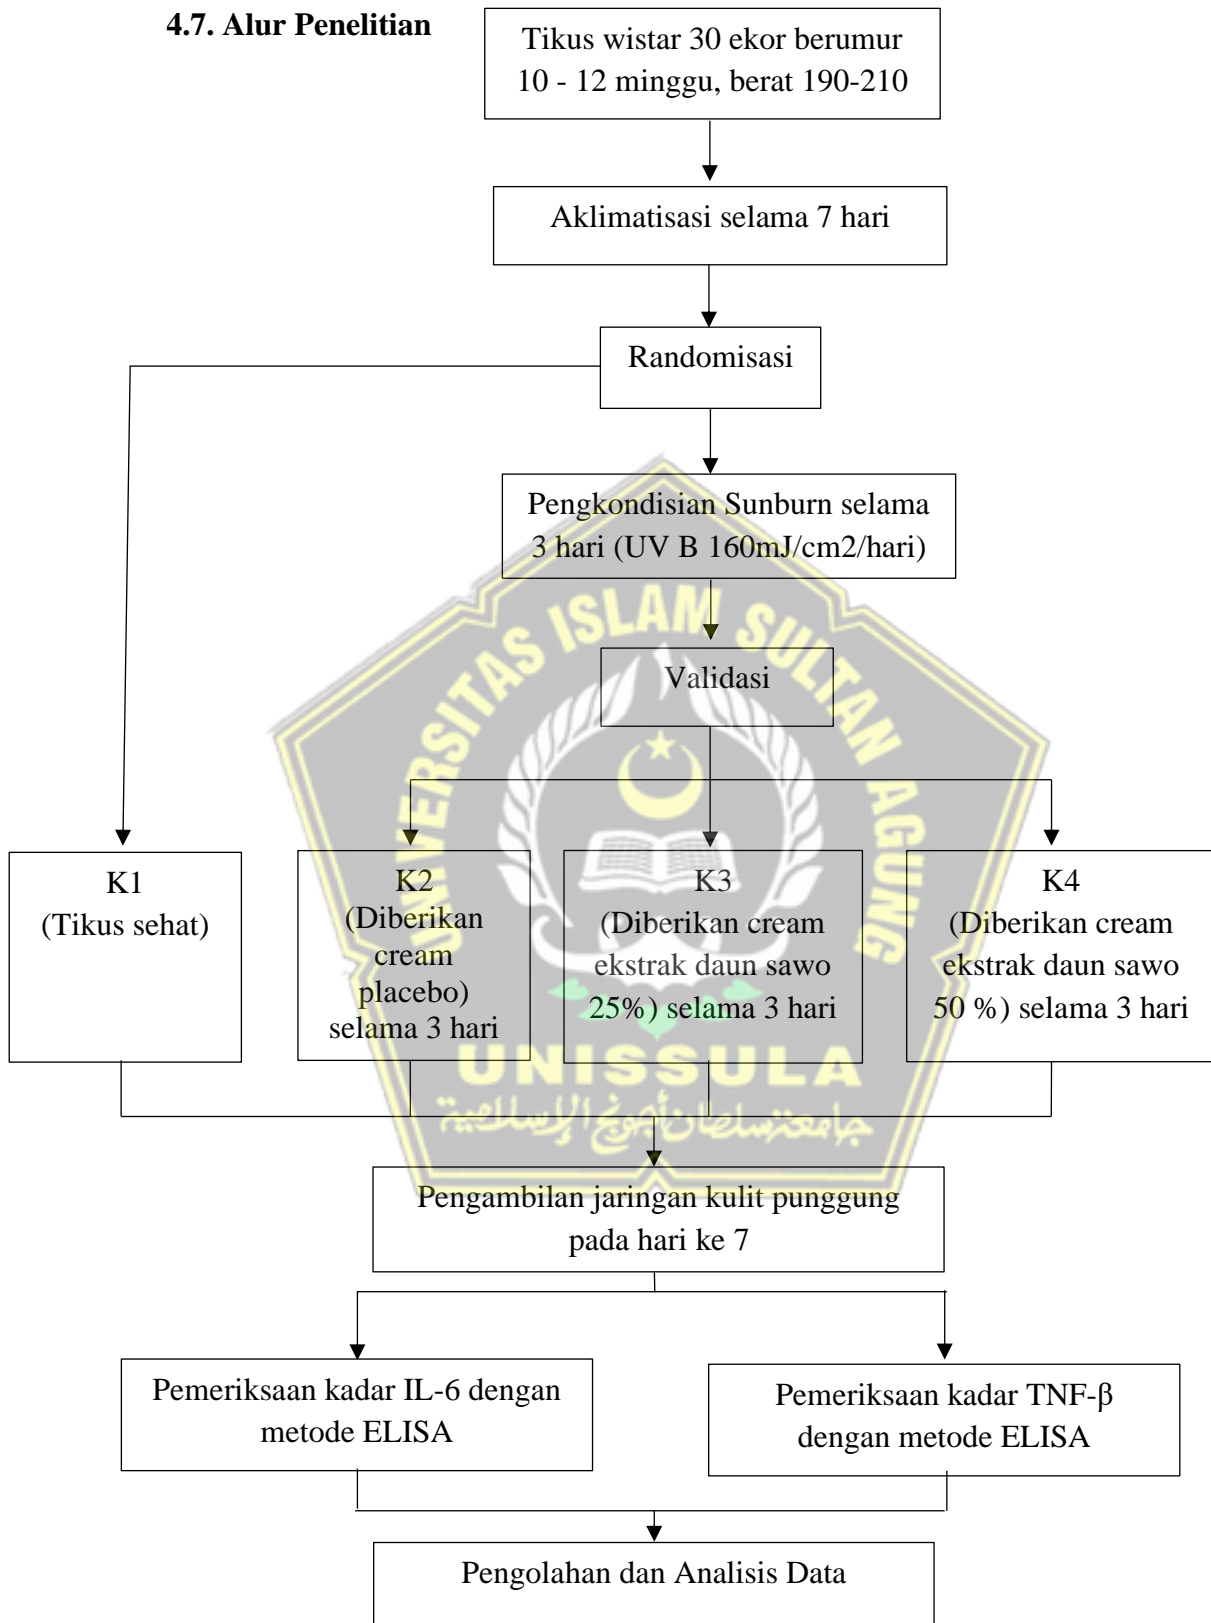 4.7. Alur Penelitian
Tikus wistar 30 ekor berumur
10 - 12 minggu, berat 190-210
Aklimatisasi selama 7 hari
Randomisasi
Pengkondisian Sunburn selama
3 hari (UV B 160mJ/cm2/hari)
Validasi
UNIVERSITAS ISLAM SULTAN AGUNG
K1
(Tikus sehat)
K2
(Diberikan
cream
placebo)
selama 3 hari
K3
(Diberikan cream
ekstrak daun sawo
25%) selama 3 hari
K4
(Diberikan cream
ekstrak daun sawo
50 %) selama 3 hari
UNISSULA
جامعة سلطان أجونج الإسلامية
Pengambilan jaringan kulit punggung
pada hari ke 7
Pemeriksaan kadar IL-6 dengan
metode ELISA
Pemeriksaan kadar TNF-β
dengan metode ELISA
Pengolahan dan Analisis Data